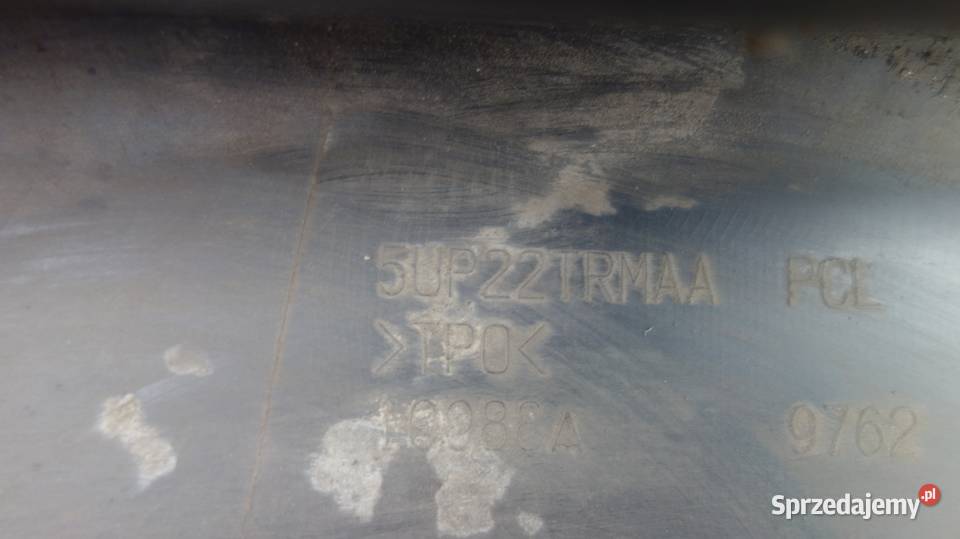 5UP22TRMAA PCL
>TPO<
9762
Sprzedajemy.pl